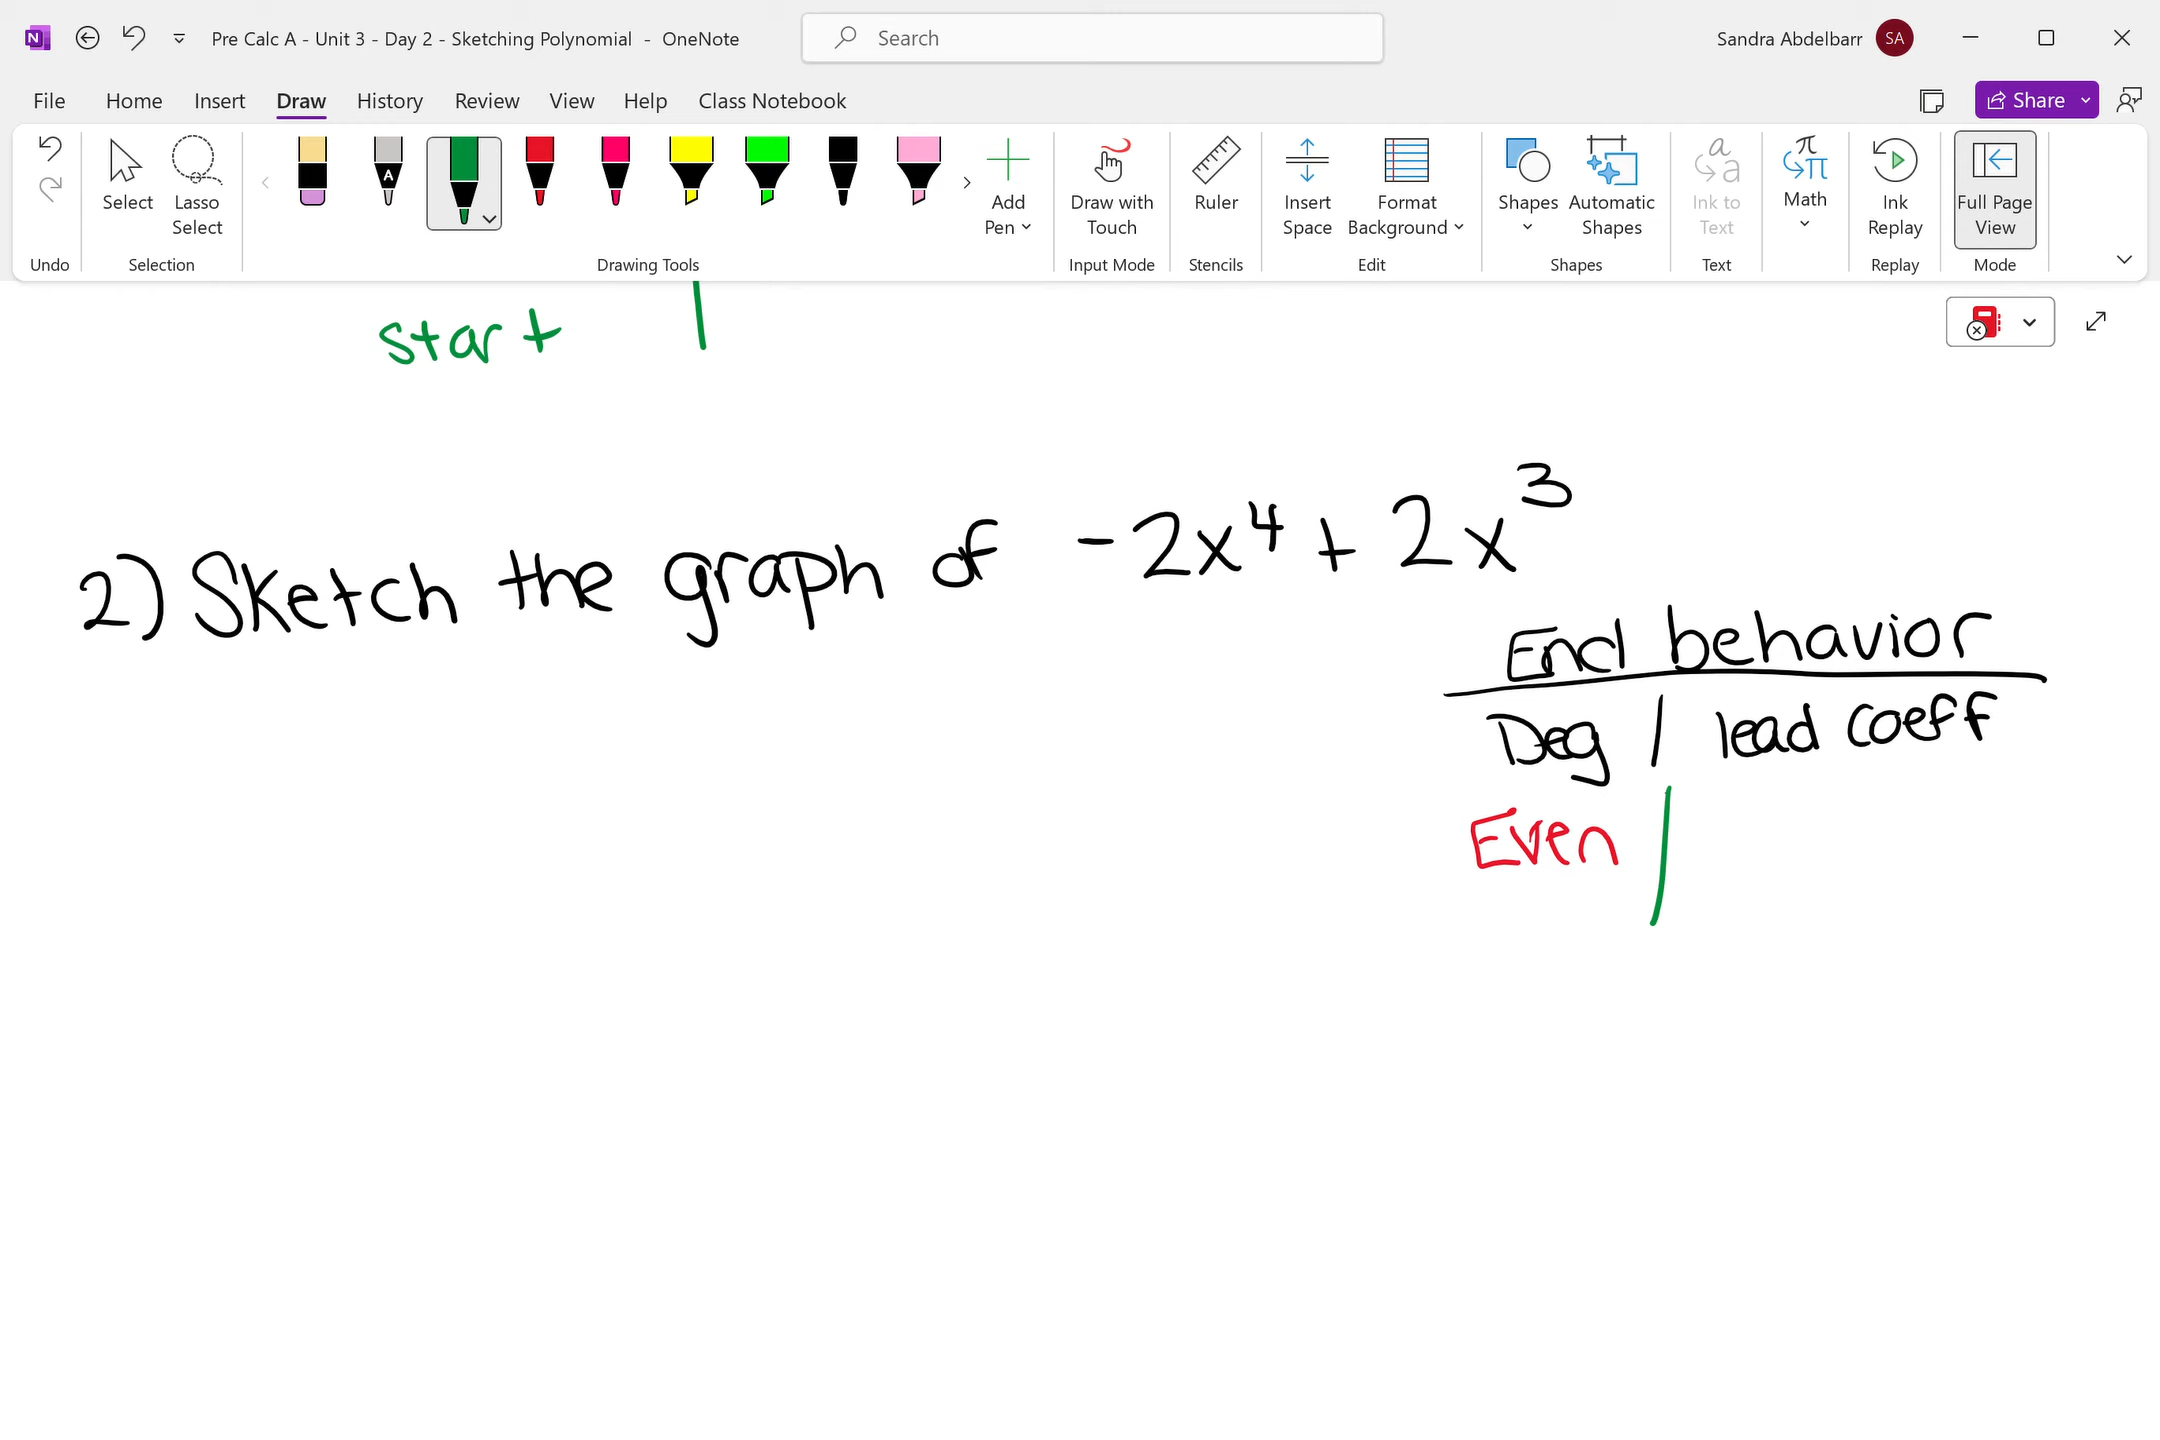 Pre Calc A - Unit 3 - Day 2 - Sketching Polynomial - OneNote
Search
Sandra Abdelbarr SA
File Home Insert Draw History Review View Help Class Notebook Share
Select Lasso Select Add Pen Draw with Touch Ruler Insert Space Format Background Shapes Automatic Shapes Ink to Text Math Ink Replay Full Page View
Undo Selection Drawing Tools Input Mode Stencils Edit Shapes Text Replay Mode
start
2) Sketch the graph of -2x⁴ + 2x³
End behavior
Deg / lead coeff
Even